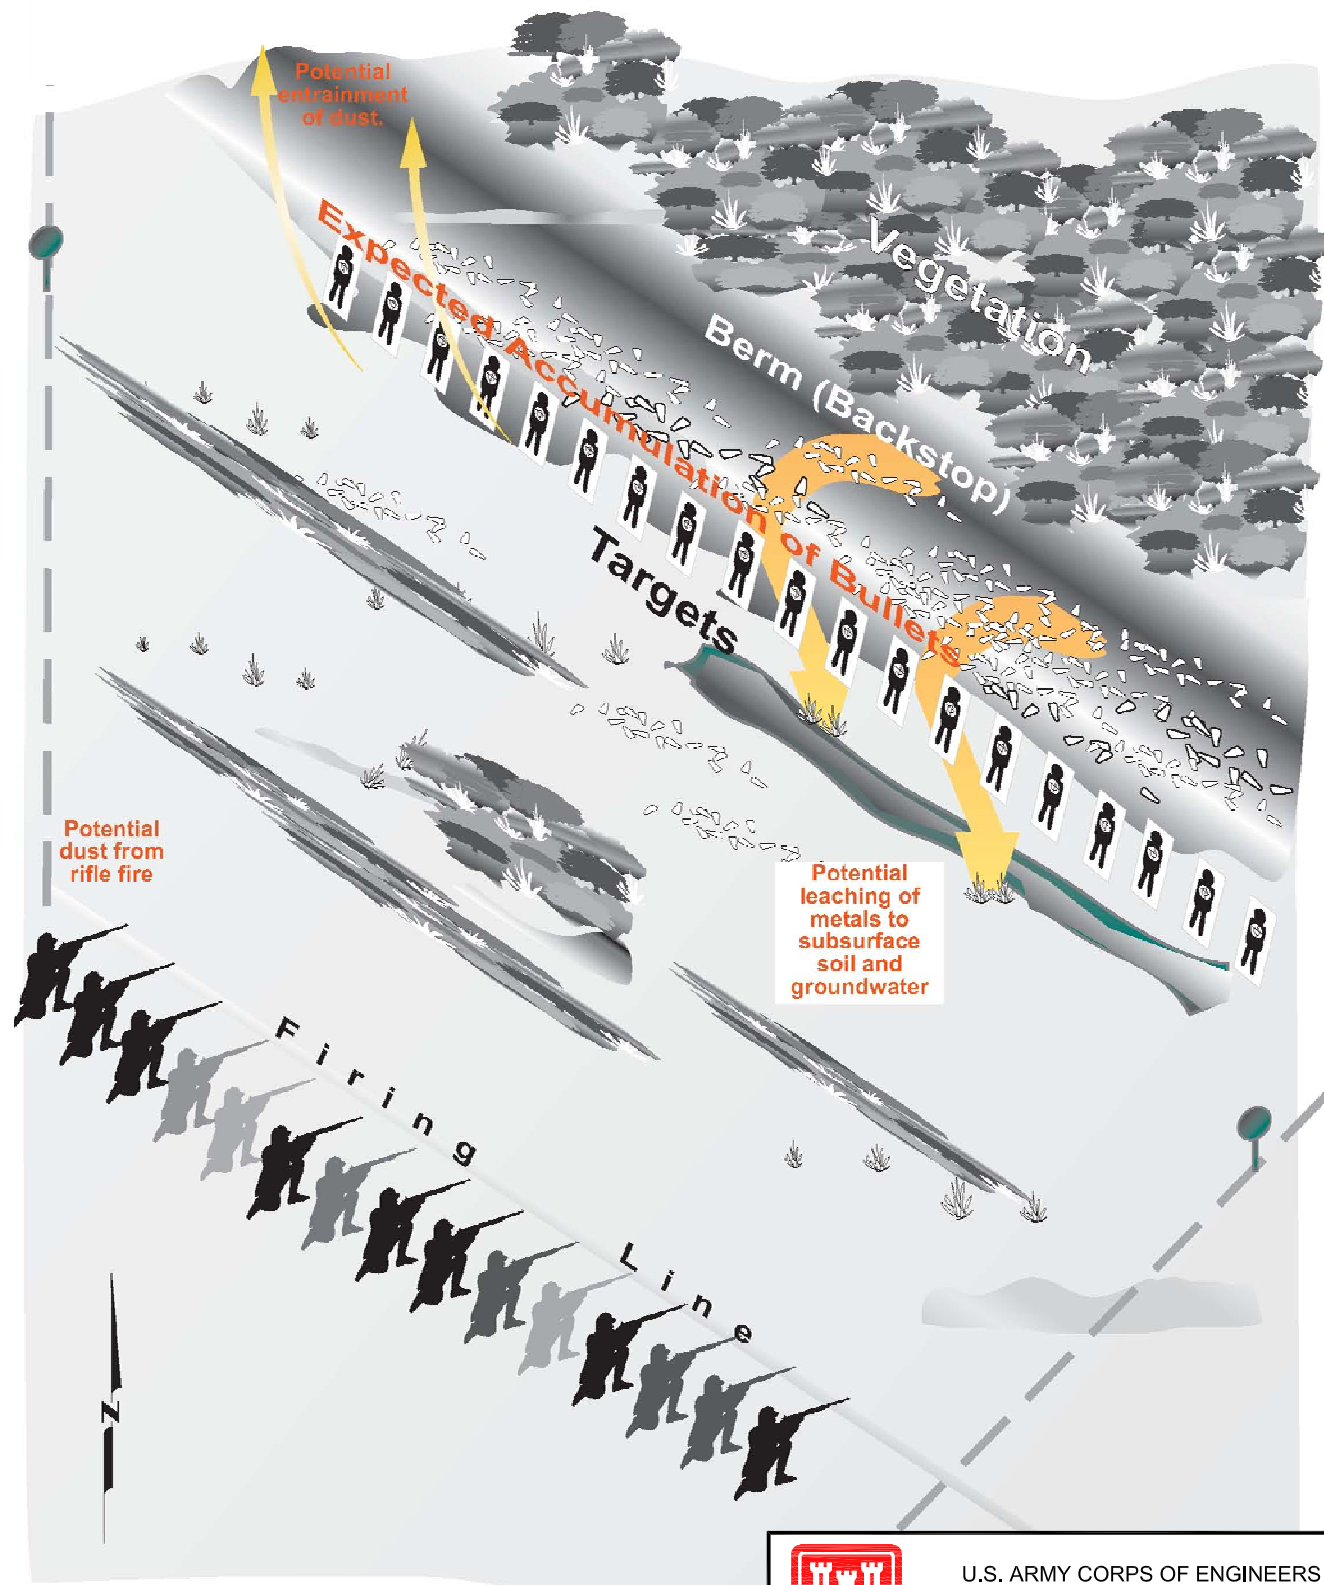 Potential
entrainment
of dust.
Expected Accumulation of Bullets
Vegetation
Berm (Backstop)
Targets
Potential
dust from
rifle fire
Potential
leaching of
metals to
subsurface
soil and
groundwater
Firing Line
N
U.S. ARMY CORPS OF ENGINEERS